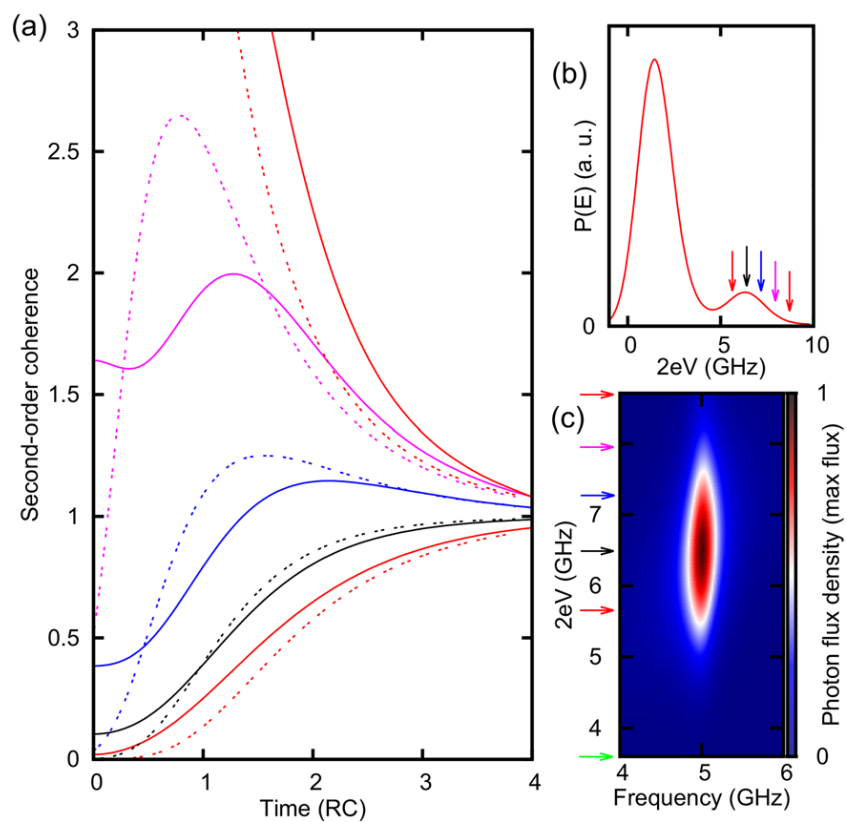 (a)
3
2.5
2
1.5
1
0.5
0
Second-order coherence
0
1
2
3
4
Time (RC)
(b)
P(E) (a. u.)
0
0
5
10
2eV (GHz)
(c)
7
6
5
4
2eV (GHz)
4
5
6
Frequency (GHz)
1
0
Photon flux density (max flux)